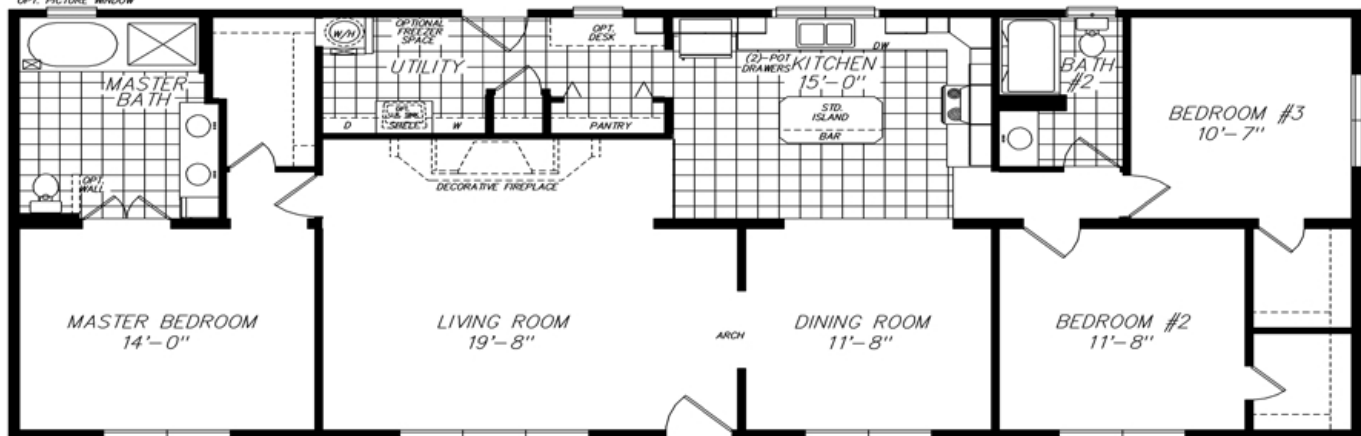 OPT. PICTURE WINDOW
W/H
OPTIONAL
FREEZER
SPACE
OPT.
DESK
UTILITY
(2)-POT
DRAWERS
KITCHEN
15'-0"
DW
BATH
#2
MASTER
BATH
BEDROOM #3
10'-7"
STD.
ISLAND
BAR
OPT.
D
SHELF
W
PANTRY
OPT.
WALL
DECORATIVE FIREPLACE
MASTER BEDROOM
14'-0"
LIVING ROOM
19'-8"
ARCH
DINING ROOM
11'-8"
BEDROOM #2
11'-8"